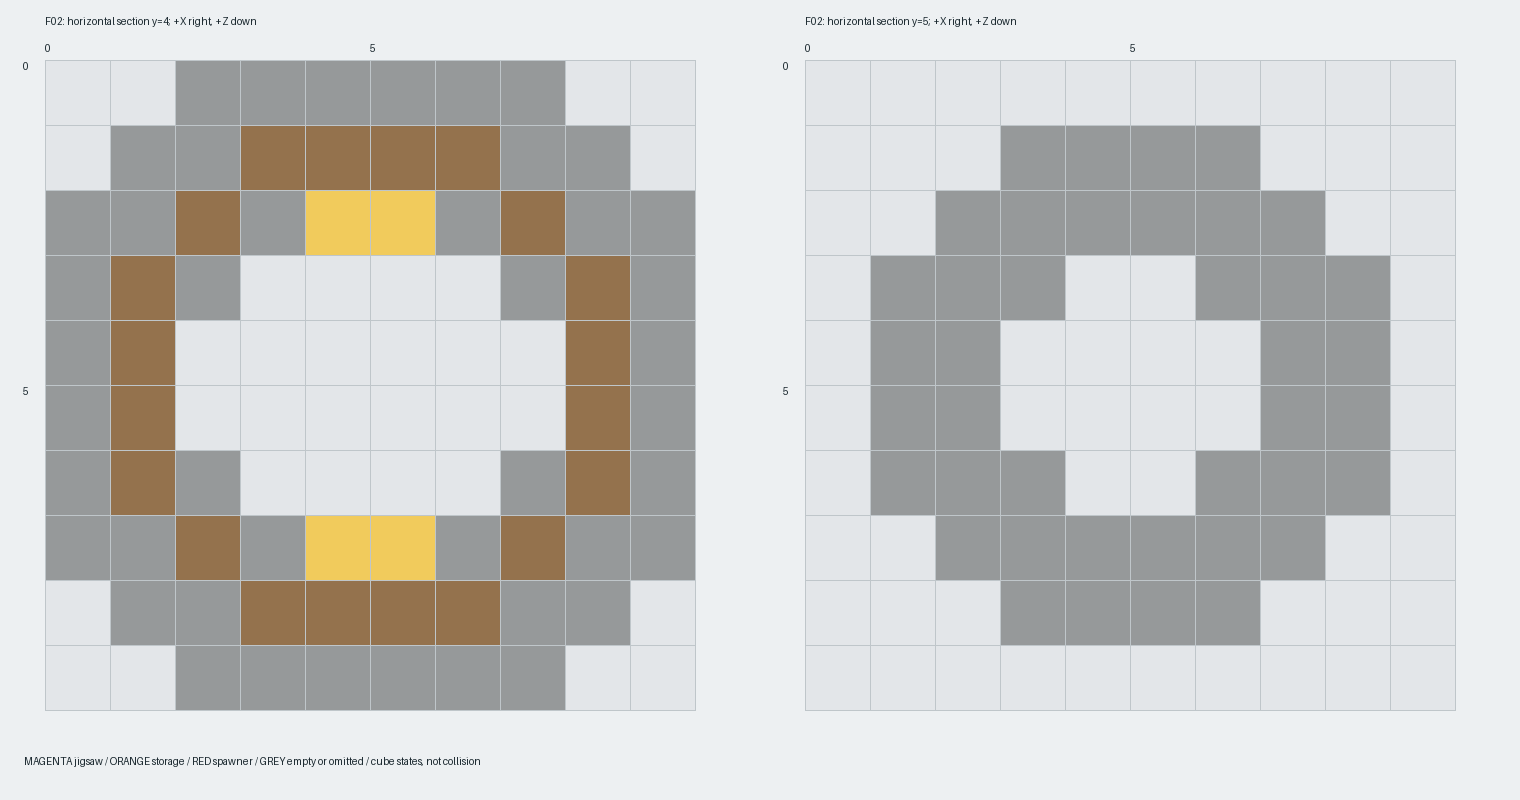 F02: horizontal section y=4; +X right, +Z down
F02: horizontal section y=5; +X right, +Z down
0 5
0 5
0
0
5
5
MAGENTA jigsaw / ORANGE storage / RED spawner / GREY empty or omitted / cube states, not collision